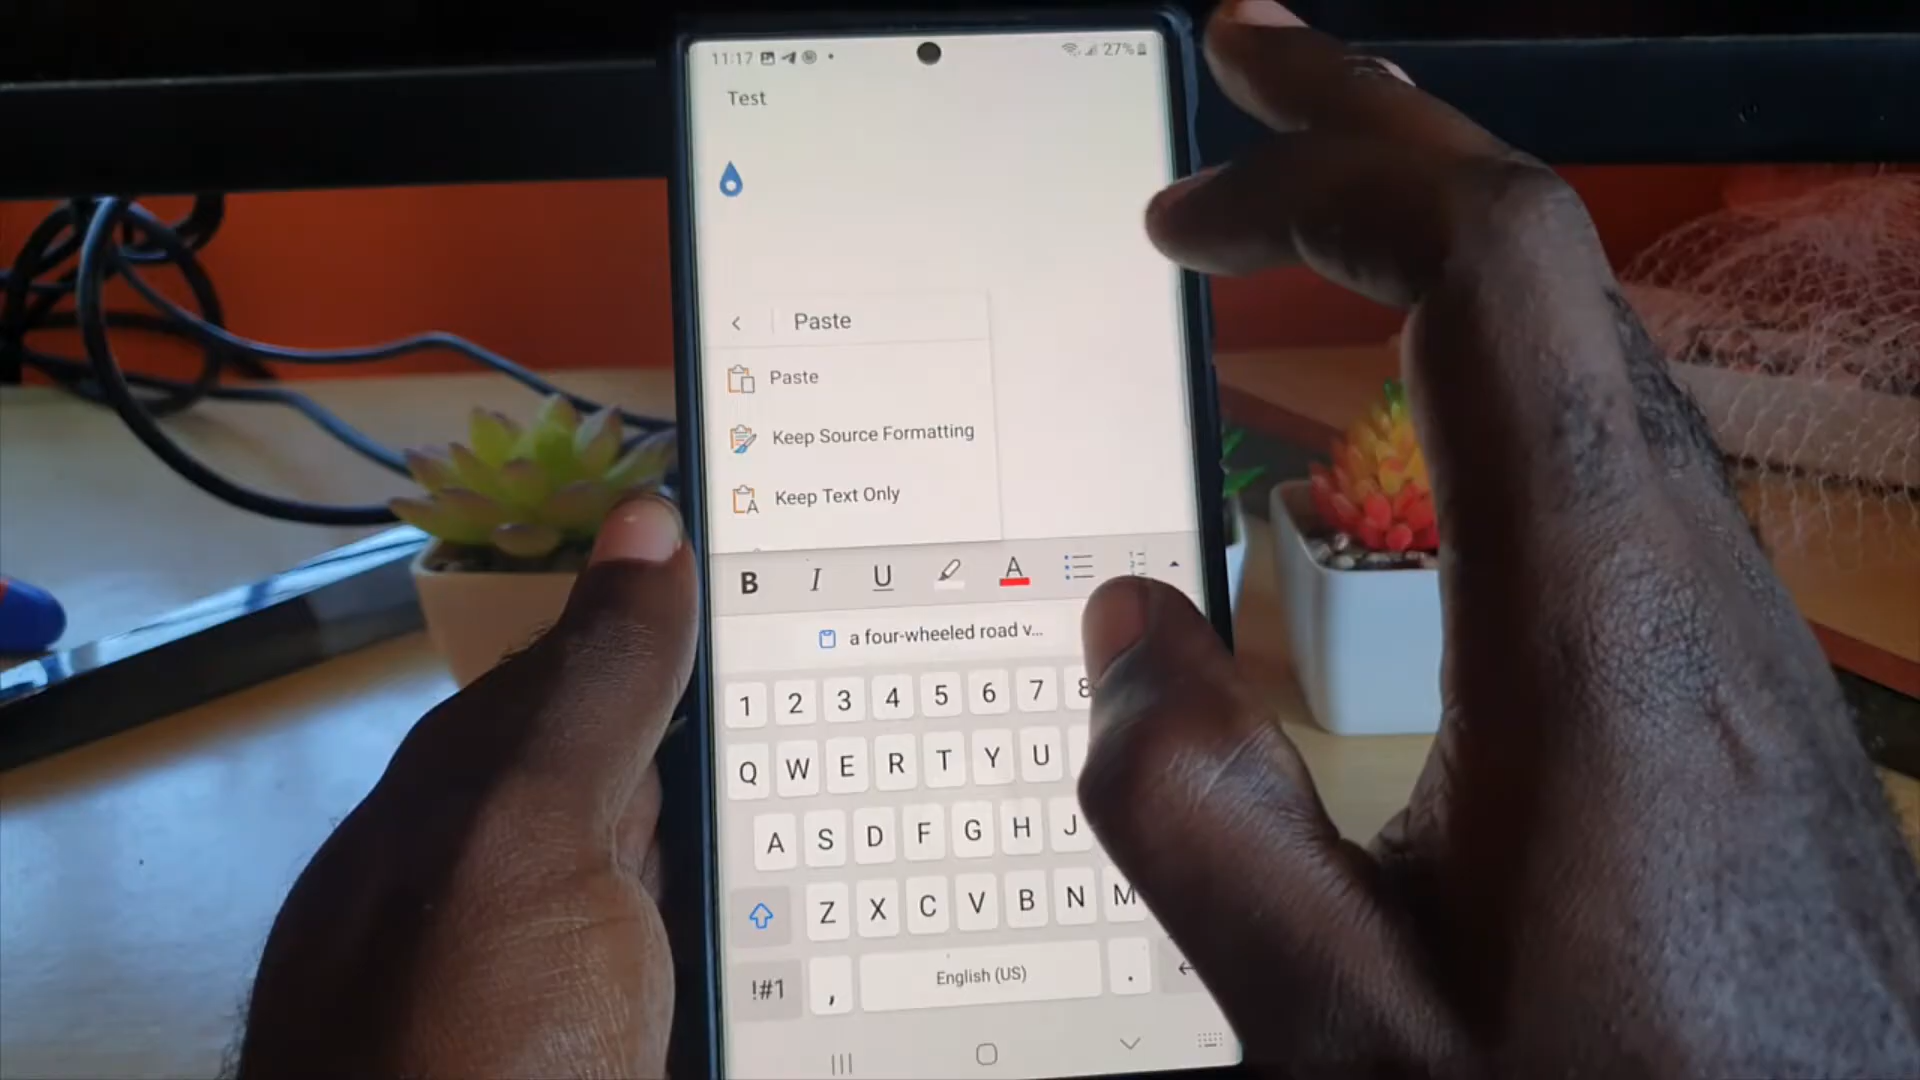 11:17 27%
Test
Paste
Paste
Keep Source Formatting
Keep Text Only
B I U A
a four-wheeled road v...
1 2 3 4 5 6 7 8
Q W E R T Y U
A S D F G H J
Z X C V B N M
!#1 , English (US) .